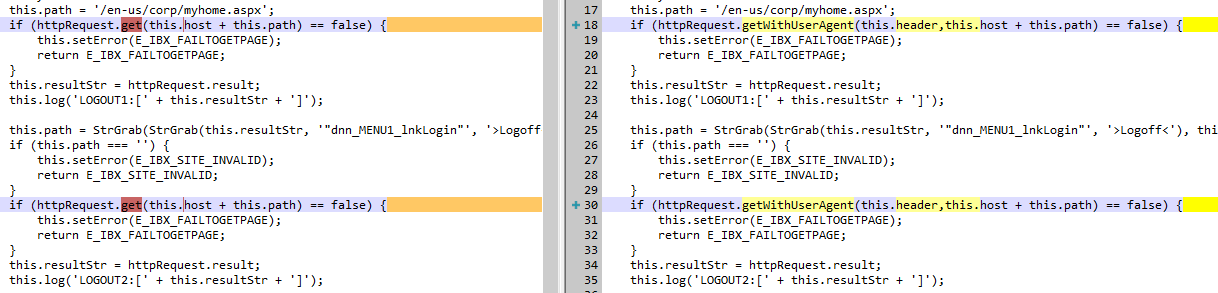 this.path = '/en-us/corp/myhome.aspx';
if (httpRequest.get(this.host + this.path) == false) {
this.setError(E_IBX_FAILTOGETPAGE);
return E_IBX_FAILTOGETPAGE;
}
this.resultStr = httpRequest.result;
this.log('LOGOUT1:[' + this.resultStr + ']');
this.path = StrGrab(StrGrab(this.resultStr, '"dnn_MENU1_lnkLogin"', '>Logoff
if (this.path === '') {
this.setError(E_IBX_SITE_INVALID);
return E_IBX_SITE_INVALID;
}
if (httpRequest.get(this.host + this.path) == false) {
this.setError(E_IBX_FAILTOGETPAGE);
return E_IBX_FAILTOGETPAGE;
}
this.resultStr = httpRequest.result;
this.log('LOGOUT2:[' + this.resultStr + ']');
17 this.path = '/en-us/corp/myhome.aspx';
+ 18 if (httpRequest.getWithUserAgent(this.header,this.host + this.path) == false) {
19 this.setError(E_IBX_FAILTOGETPAGE);
20 return E_IBX_FAILTOGETPAGE;
21 }
22 this.resultStr = httpRequest.result;
23 this.log('LOGOUT1:[' + this.resultStr + ']');
24
25 this.path = StrGrab(StrGrab(this.resultStr, '"dnn_MENU1_lnkLogin"', '>Logoff<'), thi
26 if (this.path === '') {
27 this.setError(E_IBX_SITE_INVALID);
28 return E_IBX_SITE_INVALID;
29 }
+ 30 if (httpRequest.getWithUserAgent(this.header,this.host + this.path) == false) {
31 this.setError(E_IBX_FAILTOGETPAGE);
32 return E_IBX_FAILTOGETPAGE;
33 }
34 this.resultStr = httpRequest.result;
35 this.log('LOGOUT2:[' + this.resultStr + ']');